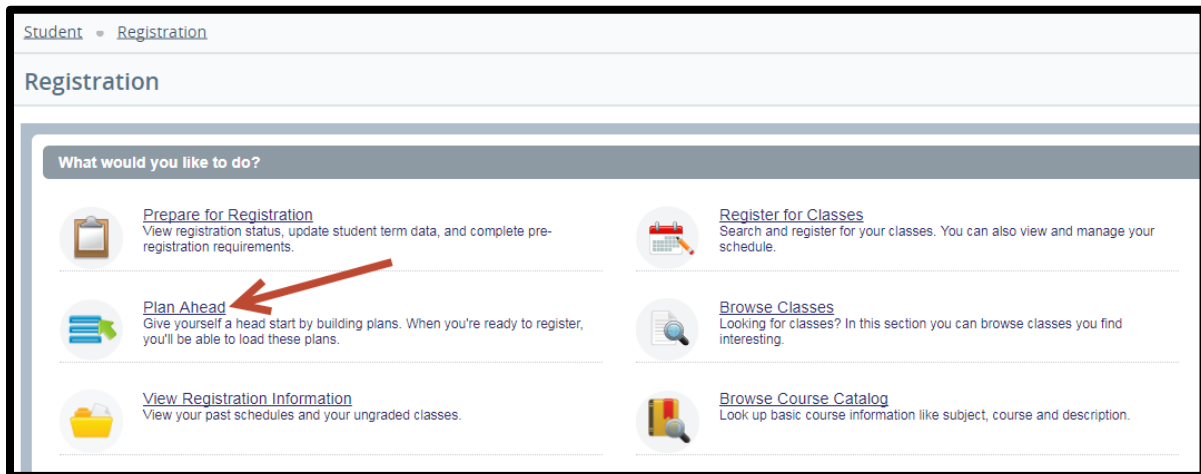 Student • Registration
Registration
What would you like to do?
Prepare for Registration
View registration status, update student term data, and complete pre-
registration requirements.
Register for Classes
Search and register for your classes. You can also view and manage your
schedule.
Plan Ahead
Give yourself a head start by building plans. When you're ready to register,
you'll be able to load these plans.
Browse Classes
Looking for classes? In this section you can browse classes you find
interesting.
View Registration Information
View your past schedules and your ungraded classes.
Browse Course Catalog
Look up basic course information like subject, course and description.